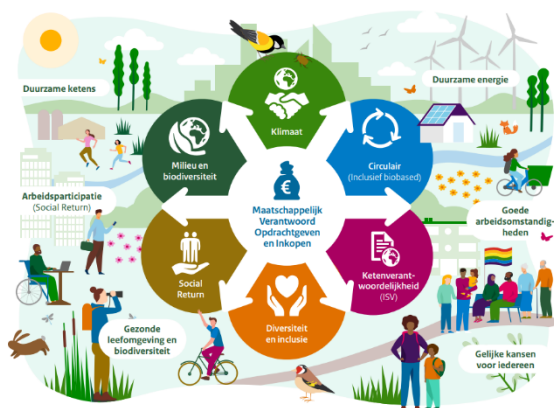 Duurzame ketens
Duurzame energie
Klimaat
Milieu en
biodiversiteit
Circulair
(Inclusief biobased)
€
Maatschappelijk
Verantwoord
Opdrachtgeven
en Inkopen
Arbeidsparticipatie
(Social Return)
Goede
arbeidsomstandig-
heden
Social
Return
Ketenverant-
woordelijkheid
(ISV)
Diversiteit
en inclusie
Gezonde
leefomgeving en
biodiversiteit
Gelijke kansen
voor iedereen